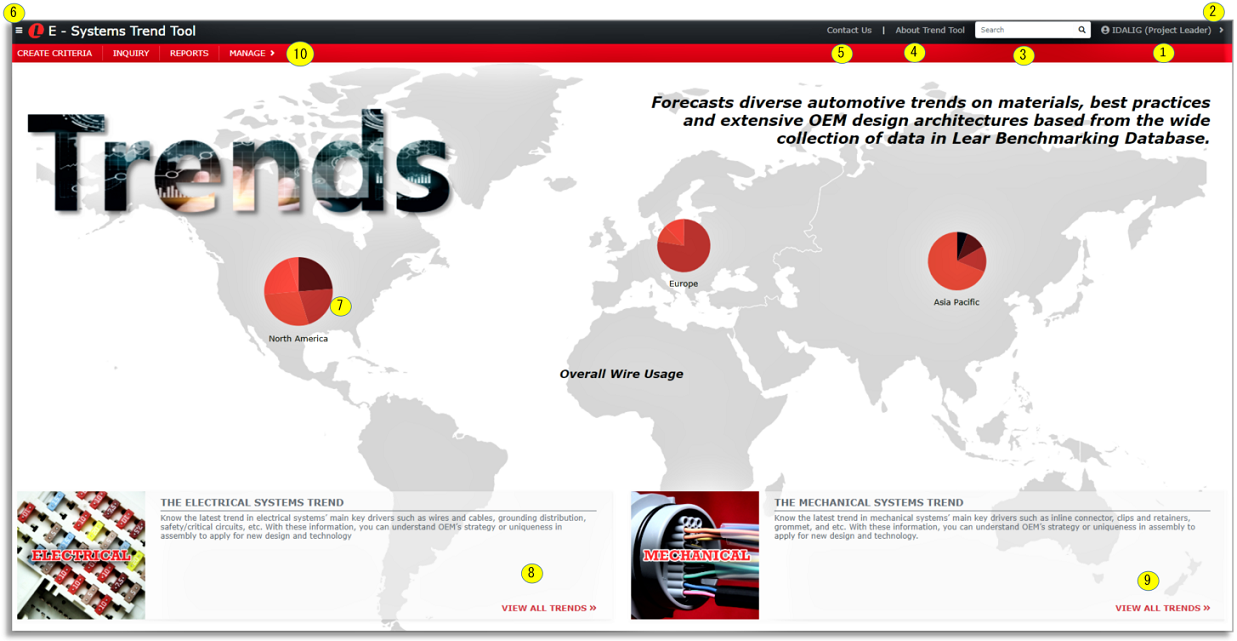 6
2
E - Systems Trend Tool
Contact Us | About Trend Tool
Search
IDALIG (Project Leader)
CREATE CRITERIA
INQUIRY
REPORTS
MANAGE
10
5
4
3
1
Trends
Forecasts diverse automotive trends on materials, best practices
and extensive OEM design architectures based from the wide
collection of data in Lear Benchmarking Database.
Europe
Asia Pacific
7
North America
Overall Wire Usage
ELECTRICAL
THE ELECTRICAL SYSTEMS TREND
Know the latest trend in electrical systems' main key drivers such as wires and cables, grounding distribution,
safety/critical circuits, etc. With these information, you can understand OEM's strategy or uniqueness in
assembly to apply for new design and technology
8
VIEW ALL TRENDS »
MECHANICAL
THE MECHANICAL SYSTEMS TREND
Know the latest trend in mechanical systems' main key drivers such as inline connector, clips and retainers,
grommet, and etc. With these information, you can understand OEM's strategy or uniqueness in assembly to
apply for new design and technology.
9
VIEW ALL TRENDS »